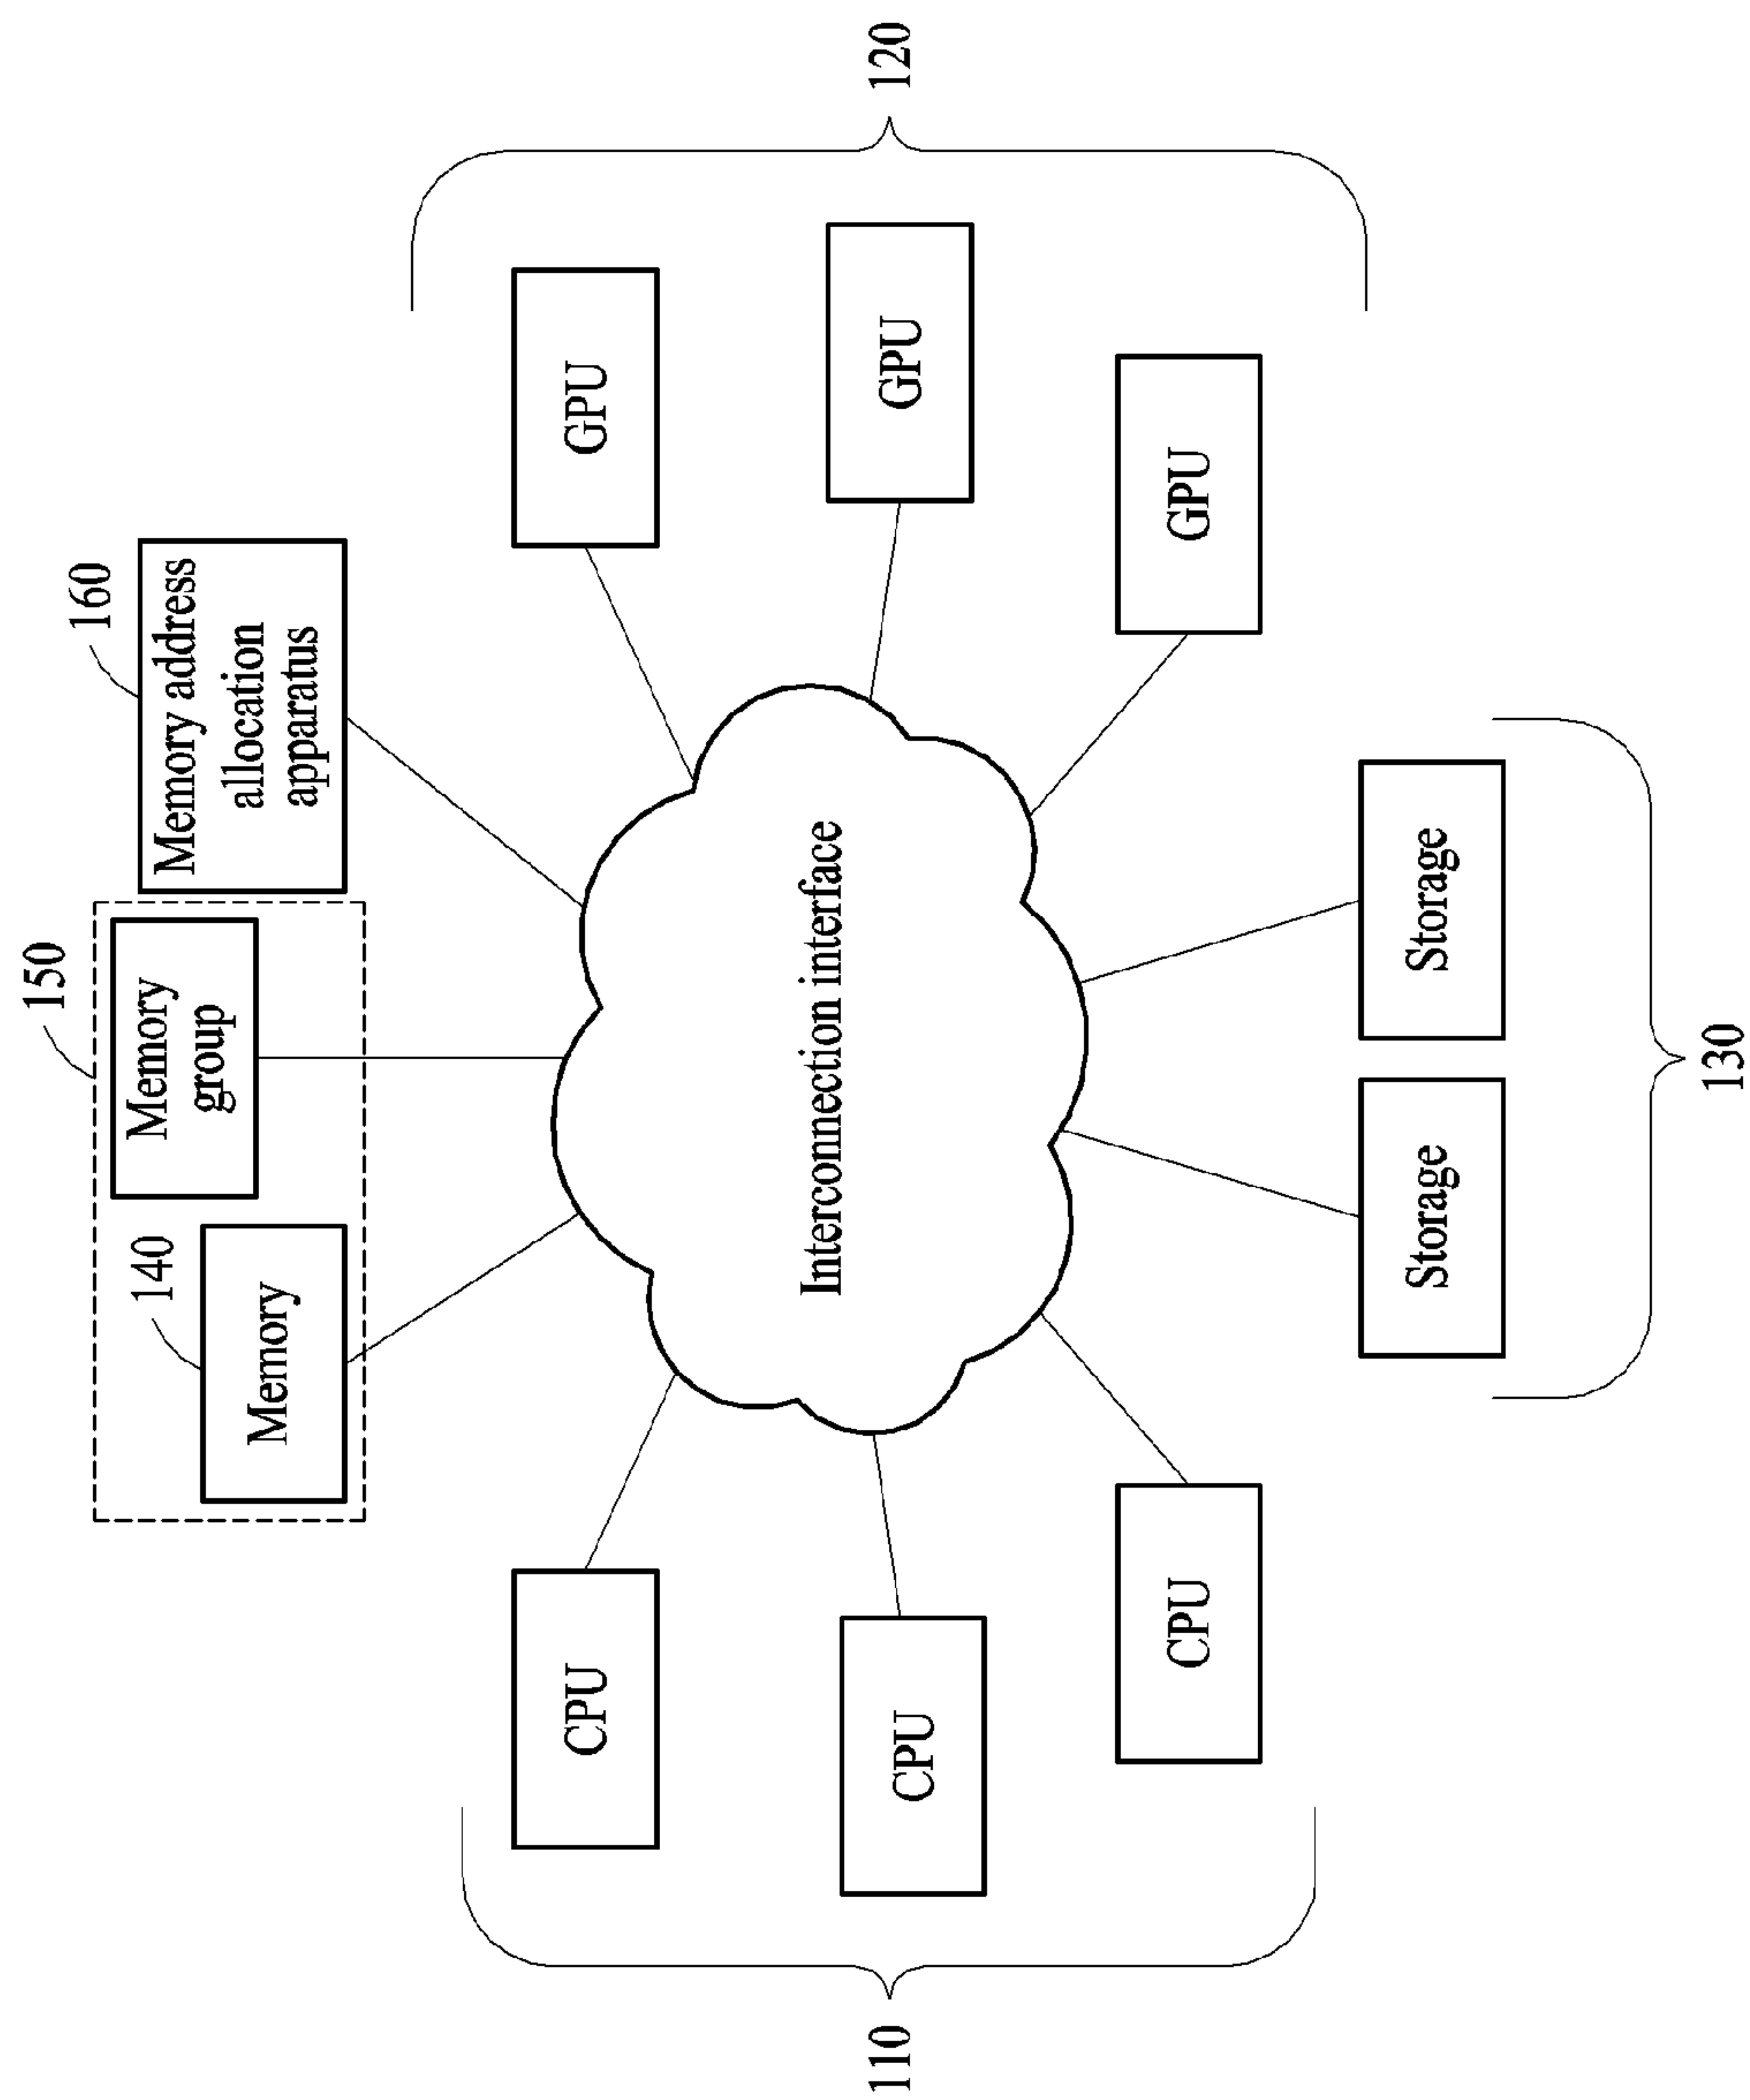 150
160
140
Memory
Memory
group
Memory address
allocation
apparatus
CPU
GPU
Interconnection interface
110
CPU
GPU
120
CPU
GPU
Storage
Storage
130